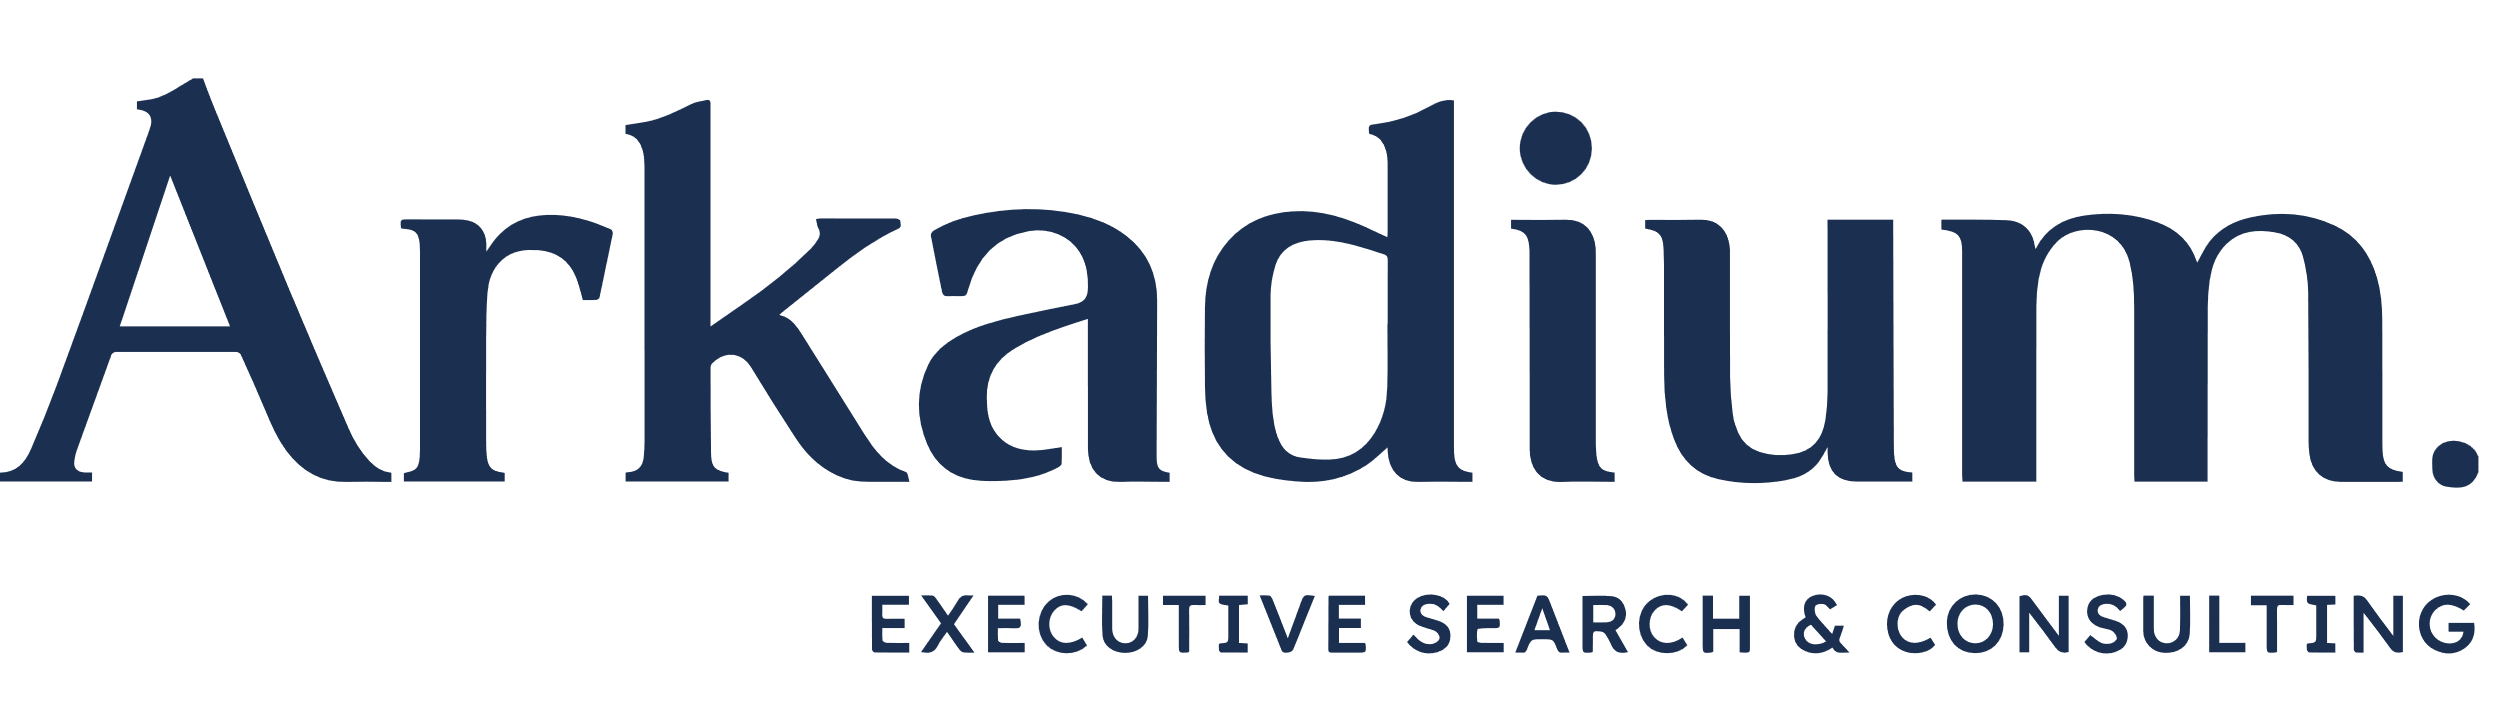 Arkadium.
EXECUTIVE SEARCH & CONSULTING